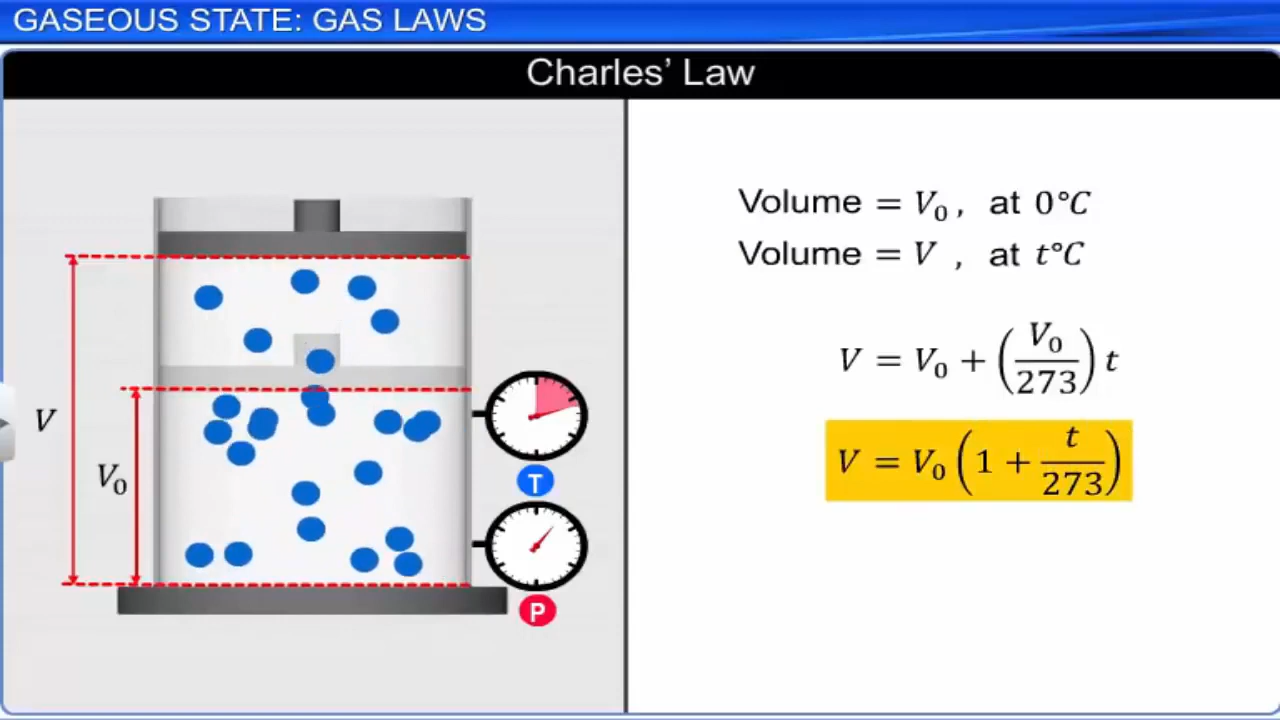 GASEOUS STATE: GAS LAWS
Charles’ Law
Volume = V₀, at 0°C
Volume = V , at t°C
V = V₀ + (V₀/273) t
V = V₀ (1 + t/273)
V
V₀
T
P